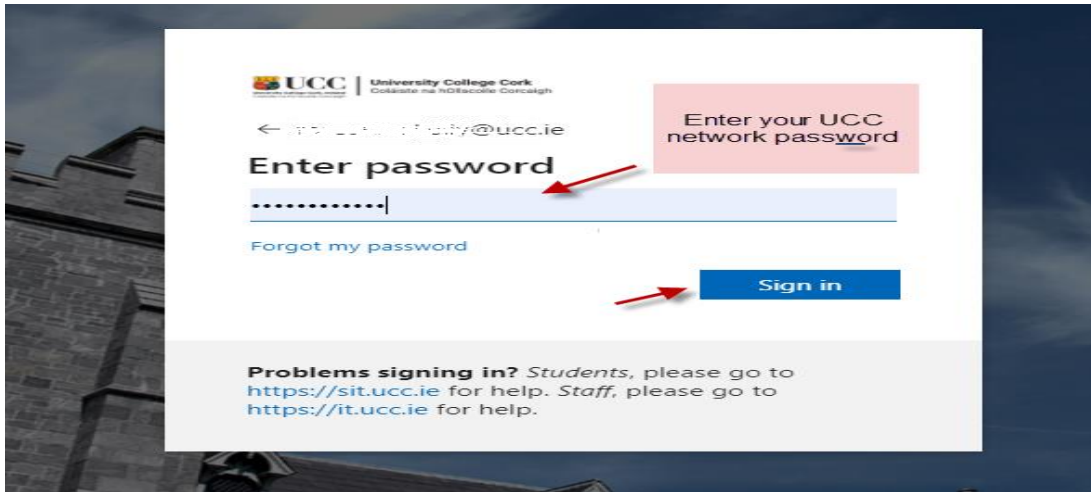 UCC
University College Cork
Coláiste na hOllscoile Corcaigh
@ucc.ie
Enter your UCC
network password
Enter password
Forgot my password
Sign in
Problems signing in? Students, please go to
https://sit.ucc.ie for help. Staff, please go to
https://it.ucc.ie for help.